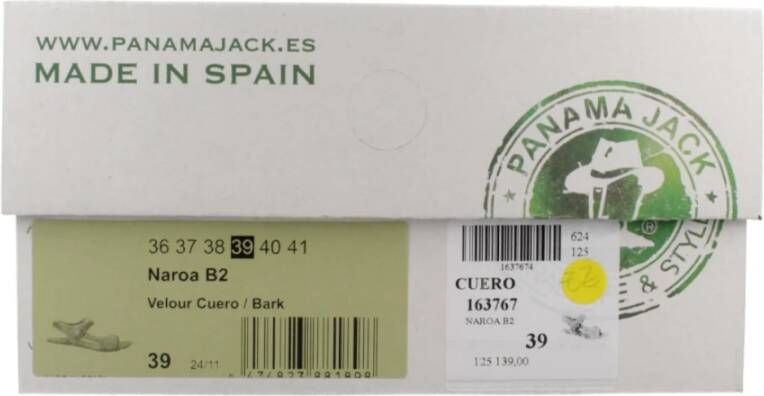 WWW.PANAMAJACK.ES
MADE IN SPAIN
PANAMA JACK
® & STYLE
36 37 38 39 40 41
Naroa B2
Velour Cuero / Bark
39 24/11
624
125
1637674
CUERO
163767
NAROA B2
39
125 139,00